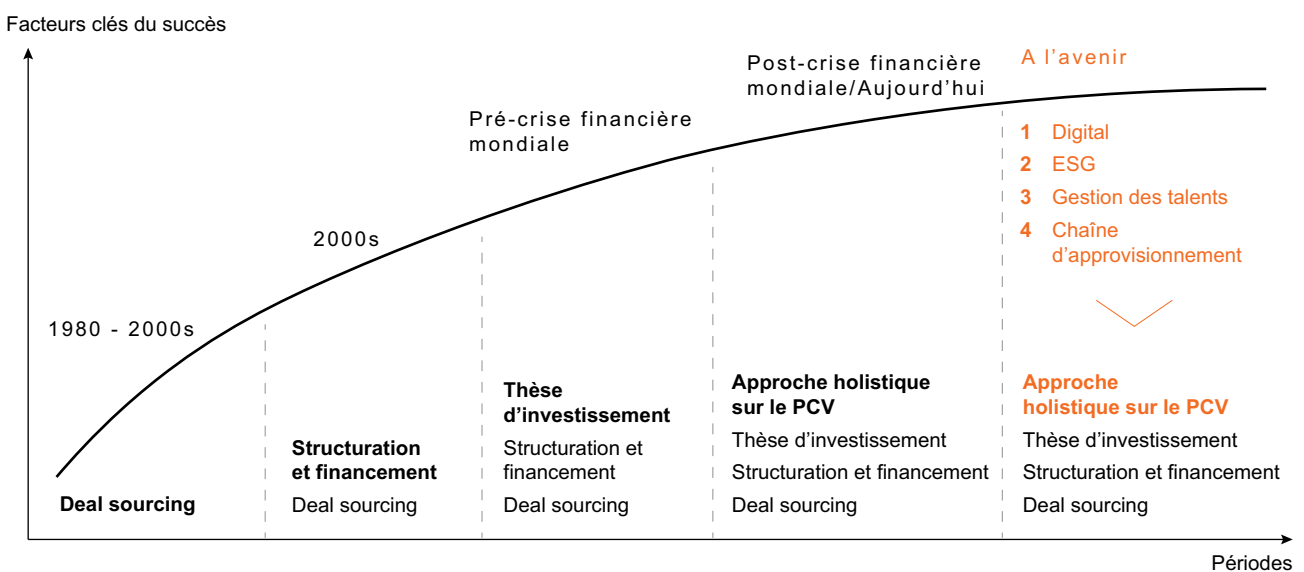 Facteurs clés du succès
1980 - 2000s
2000s
Pré-crise financière
mondiale
Post-crise financière
mondiale/Aujourd’hui
A l’avenir
1 Digital
2 ESG
3 Gestion des talents
4 Chaîne
d’approvisionnement
Deal sourcing
Structuration
et financement
Deal sourcing
Thèse
d’investissement
Structuration et
financement
Deal sourcing
Approche holistique
sur le PCV
Thèse d’investissement
Structuration et financement
Deal sourcing
Approche
holistique sur le PCV
Thèse d’investissement
Structuration et financement
Deal sourcing
Périodes